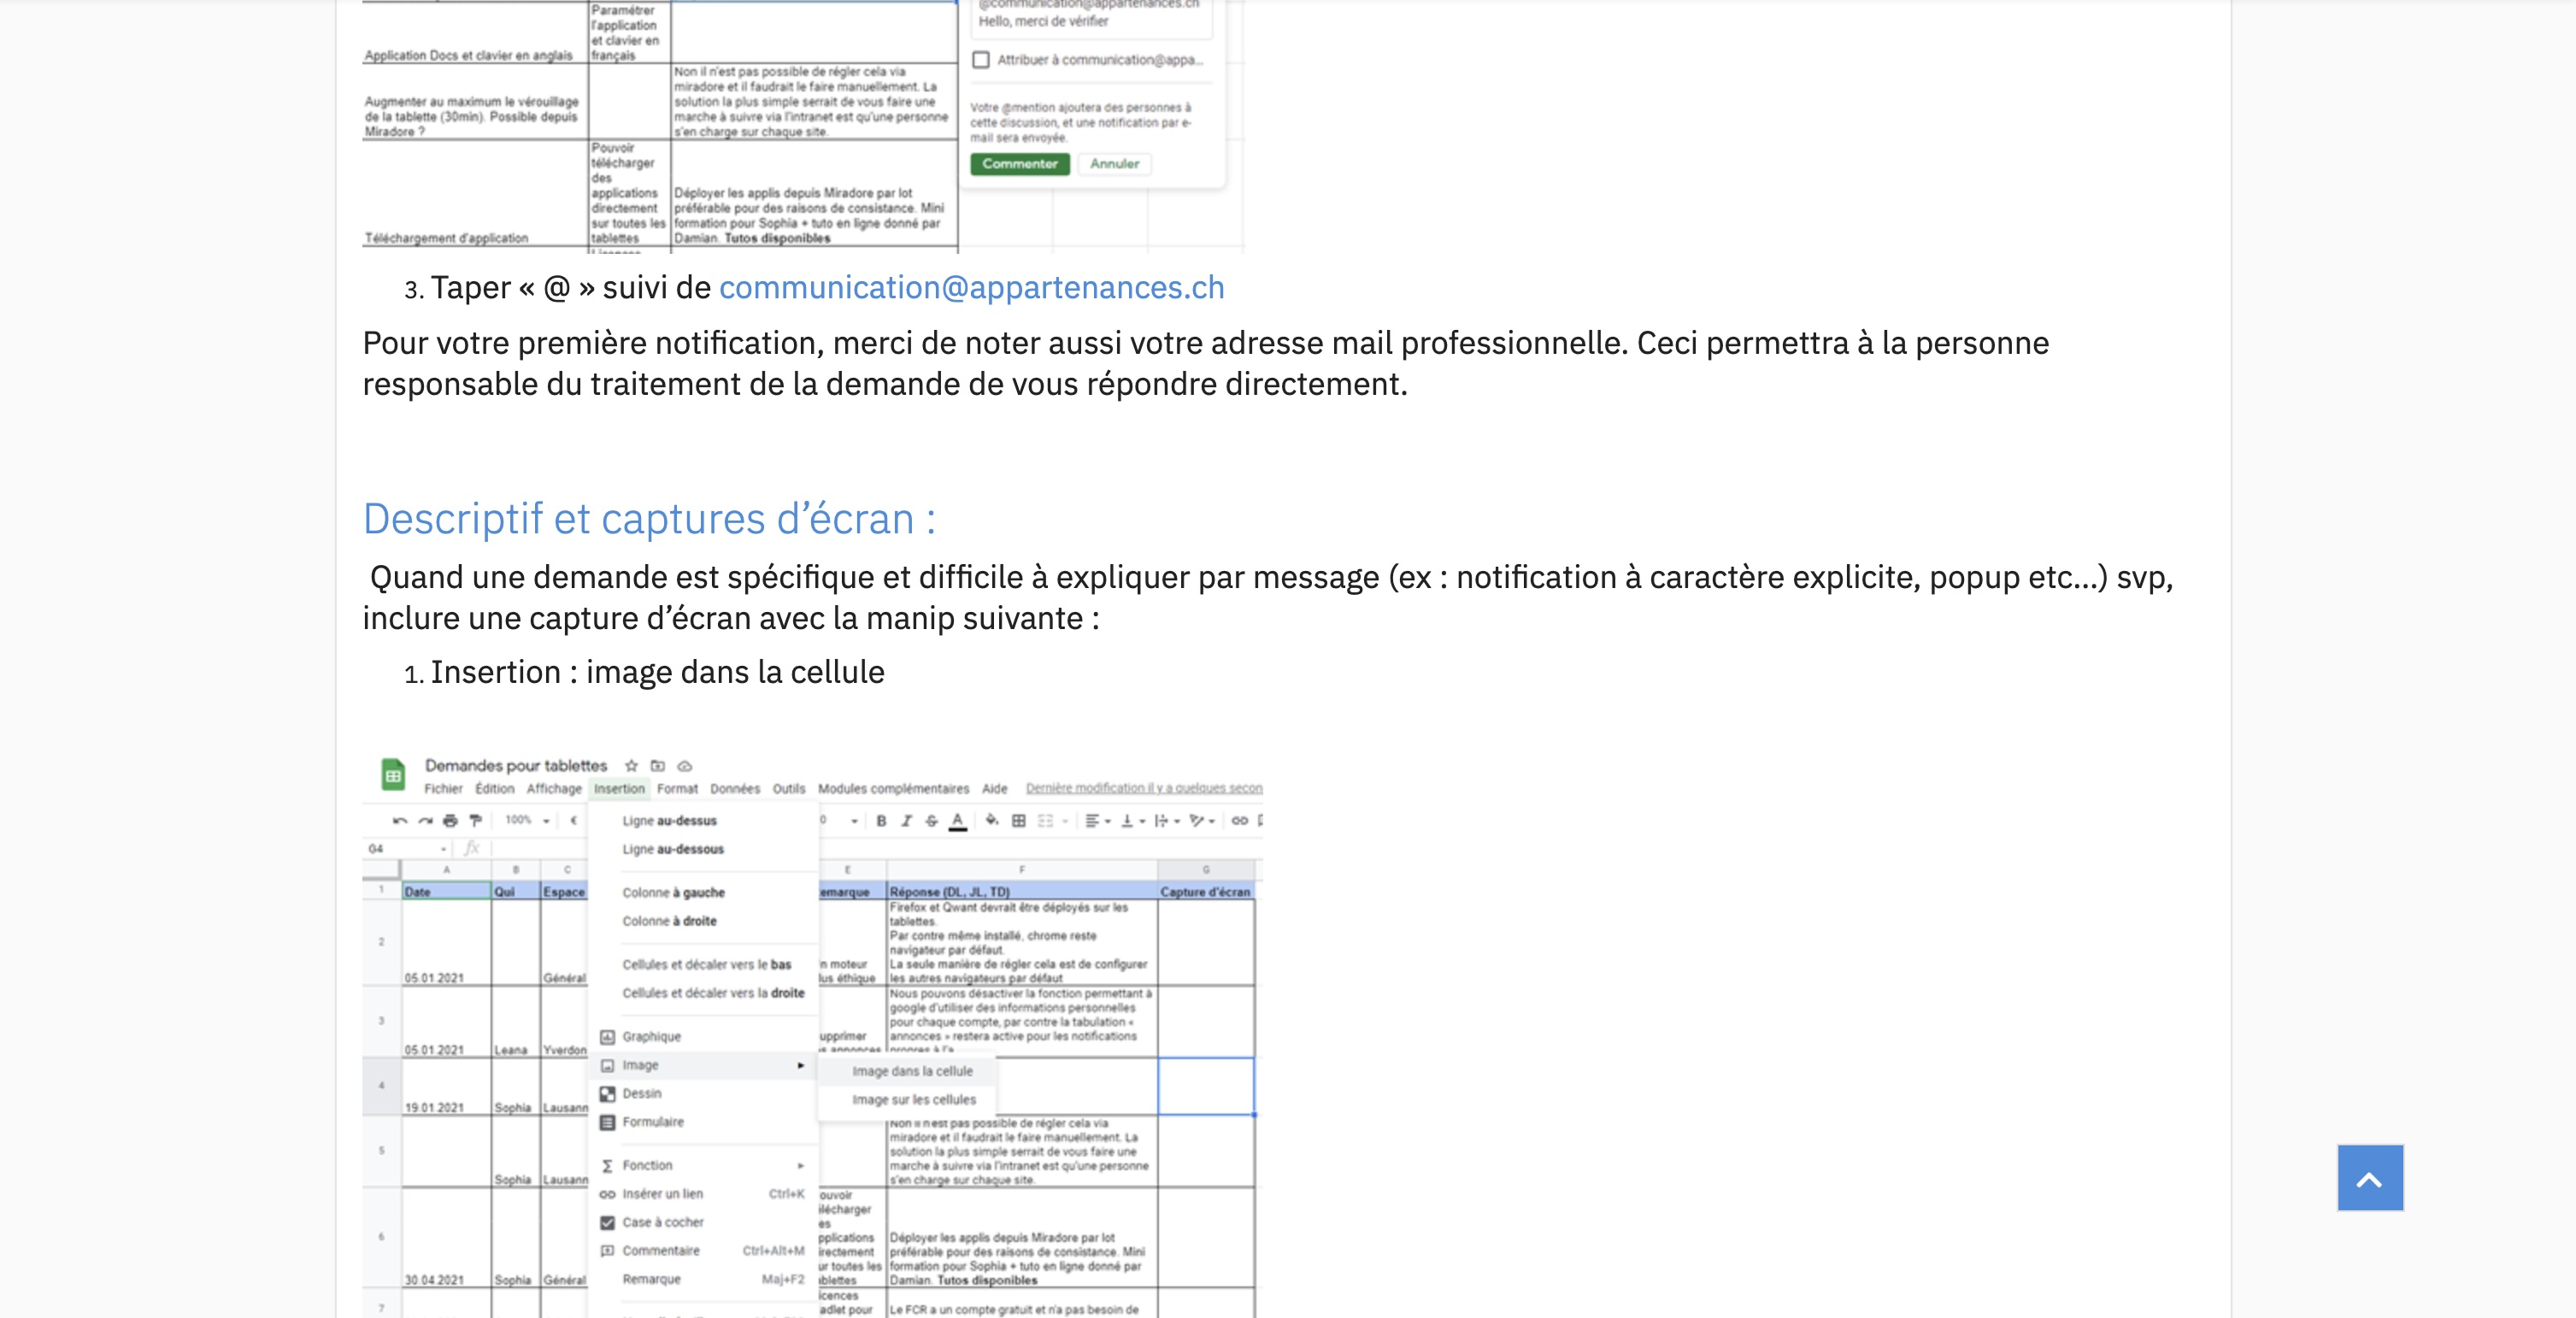 @communication@appartenances.ch
Hello, merci de vérifier
Attribuer à communication@appa...
Votre @mention ajoutera des personnes à
cette discussion, et une notification par e-
mail sera envoyée.
Commenter Annuler
Paramétrer
l'application
et clavier en
français
Application Docs et clavier en anglais
Augmenter au maximum le vérouillage
de la tablette (30min). Possible depuis
Miradore ?
Non il n'est pas possible de régler cela via
miradore et il faudrait le faire manuellement. La
solution la plus simple serrait de vous faire une
marche à suivre via l'intranet est qu'une personne
s'en charge sur chaque site.
Téléchargement d'application
Pouvoir
télécharger
des
applications
directement
sur toutes les
tablettes
Déployer les applis depuis Miradore par lot
préférable pour des raisons de consistance. Mini
formation pour Sophia + tuto en ligne donné par
Damian. Tutos disponibles
3. Taper « @ » suivi de communication@appartenances.ch
Pour votre première notification, merci de noter aussi votre adresse mail professionnelle. Ceci permettra à la personne
responsable du traitement de la demande de vous répondre directement.
Descriptif et captures d’écran :
Quand une demande est spécifique et difficile à expliquer par message (ex : notification à caractère explicite, popup etc…) svp,
inclure une capture d’écran avec la manip suivante :
1. Insertion : image dans la cellule
Demandes pour tablettes
Fichier Édition Affichage Insertion Format Données Outils Modules complémentaires Aide Dernière modification il y a quelques secon
100% € 0 B I S A
G4 fx
A B C E F G
1 Date Qui Espace emarque Réponse (DL, JL, TD) Capture d'écran
Ligne au-dessus
Ligne au-dessous
Colonne à gauche
Colonne à droite
Cellules et décaler vers le bas
Cellules et décaler vers la droite
Graphique
Image
Image dans la cellule
Image sur les cellules
Dessin
Formulaire
Fonction
Insérer un lien Ctrl+K
Case à cocher
Commentaire Ctrl+Alt+M
Remarque Maj+F2
2
05.01.2021 Général
n moteur
lus éthique
Firefox et Qwant devrait être déployés sur les
tablettes.
Par contre même installé, chrome reste
navigateur par défaut.
La seule manière de régler cela est de configurer
les autres navigateurs par défaut
3
05.01.2021 Leana Yverdon
upprimer
s annonces
Nous pouvons désactiver la fonction permettant à
google d'utiliser des informations personnelles
pour chaque compte, par contre la tabulation «
annonces » restera active pour les notifications
propres à l'a
4
19.01.2021 Sophia Lausann
5
Sophia Lausann
Non il n'est pas possible de régler cela via
miradore et il faudrait le faire manuellement. La
solution la plus simple serrait de vous faire une
marche à suivre via l'intranet est qu'une personne
s'en charge sur chaque site.
6
30.04.2021 Sophia Général
ouvoir
élécharger
es
pplications
irectement
ur toutes les
ablettes
Déployer les applis depuis Miradore par lot
préférable pour des raisons de consistance. Mini
formation pour Sophia + tuto en ligne donné par
Damian. Tutos disponibles
7
icences
adlet pour
Le FCR a un compte gratuit et n'a pas besoin de